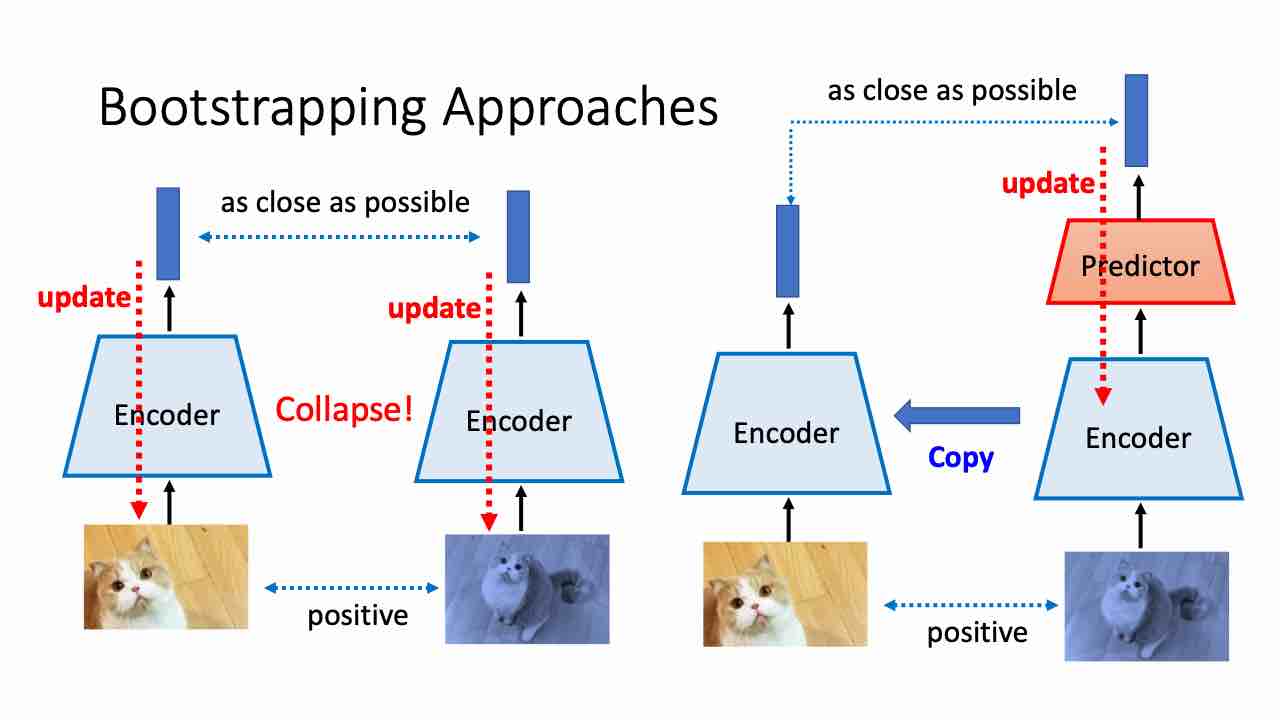 Bootstrapping Approaches
as close as possible
update
update
Encoder
Collapse!
Encoder
positive
as close as possible
update
Predictor
Encoder
Copy
Encoder
positive